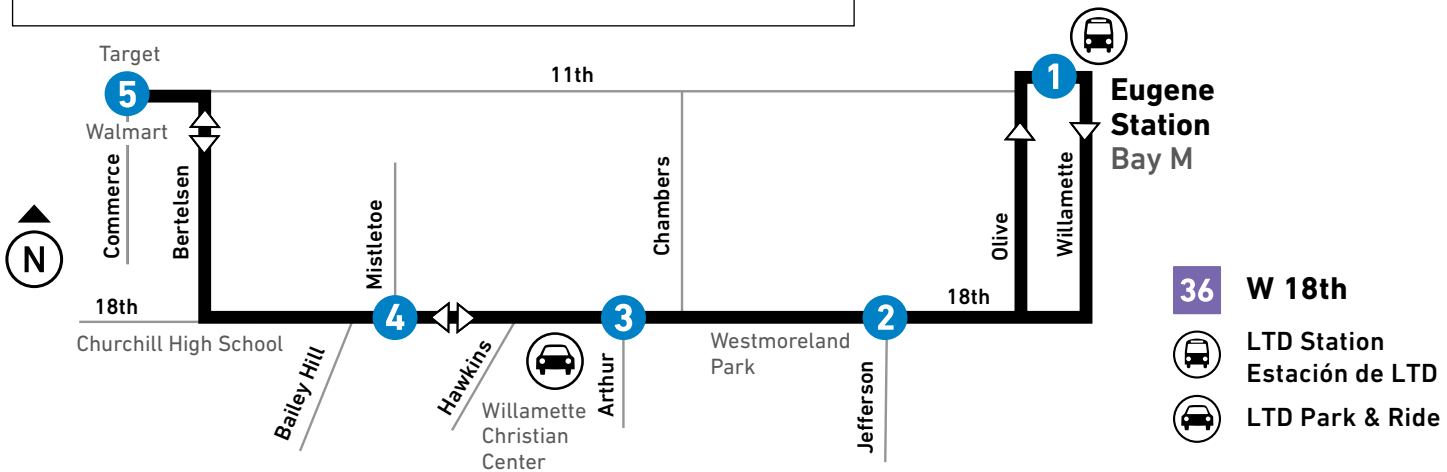 Target
5
Walmart
Commerce
Bertelsen
N
18th
Churchill High School
Bailey Hill
Mistletoe
4
Hawkins
Willamette
Christian
Center
11th
3
Arthur
Chambers
Westmoreland
Park
2
Jefferson
18th
Olive
Willamette
1
Eugene
Station
Bay M
36 W 18th
LTD Station
Estación de LTD
LTD Park & Ride